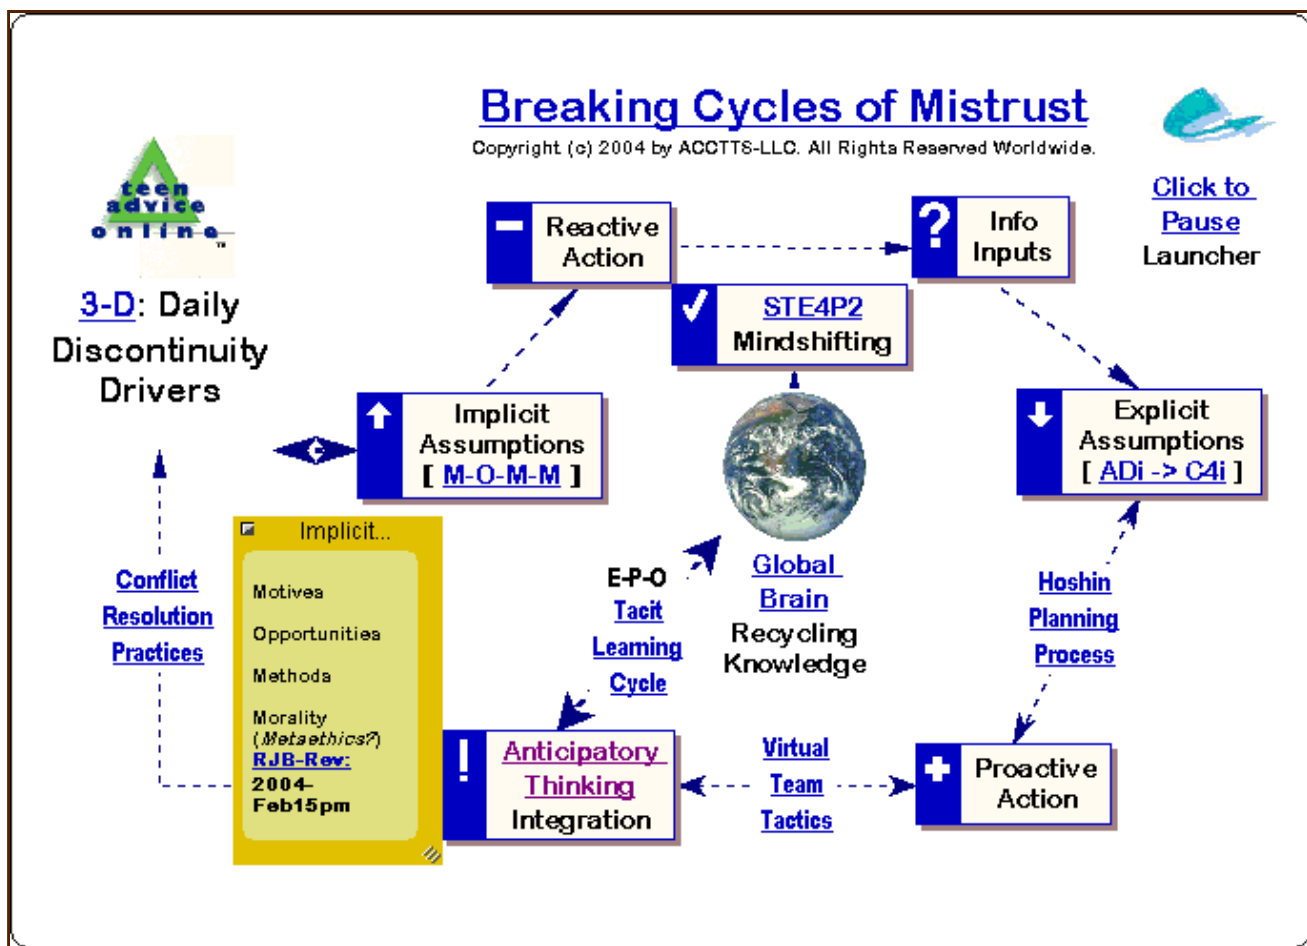 Breaking Cycles of Mistrust
Copyright (c) 2004 by ACCTTS-LLC. All Rights Reserved Worldwide.
teen
advice
online
TM
3-D: Daily
Discontinuity
Drivers
Click to
Pause
Launcher
Reactive
Action
?
Info
Inputs
STE4P2
Mindshifting
C
Implicit
Assumptions
[ M-O-M-M ]
Explicit
Assumptions
[ ADi -> C4i ]
Conflict
Resolution
Practices
Implicit...
Motives
Opportunities
Methods
Morality
(Metaethics?)
RJB-Rev:
2004-
Feb15pm
E-P-O
Tacit
Learning
Cycle
Global
Brain
Recycling
Knowledge
Hoshin
Planning
Process
!
Anticipatory
Thinking
Integration
Virtual
Team
Tactics
Proactive
Action